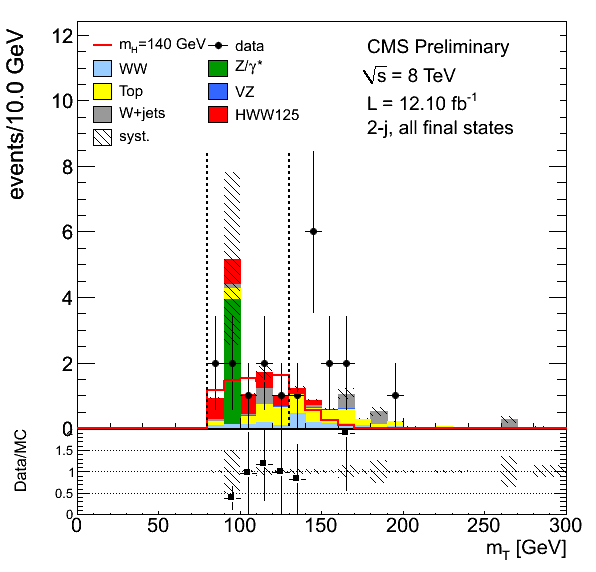 events/10.0 GeV
12
10
8
6
4
2
0
m_H=140 GeV
data
WW
Z/γ*
Top
VZ
W+jets
HWW125
syst.
CMS Preliminary
√s = 8 TeV
L = 12.10 fb⁻¹
2-j, all final states
Data/MC
2
1.5
1
0.5
0
0 50 100 150 200 250 300
m_T [GeV]